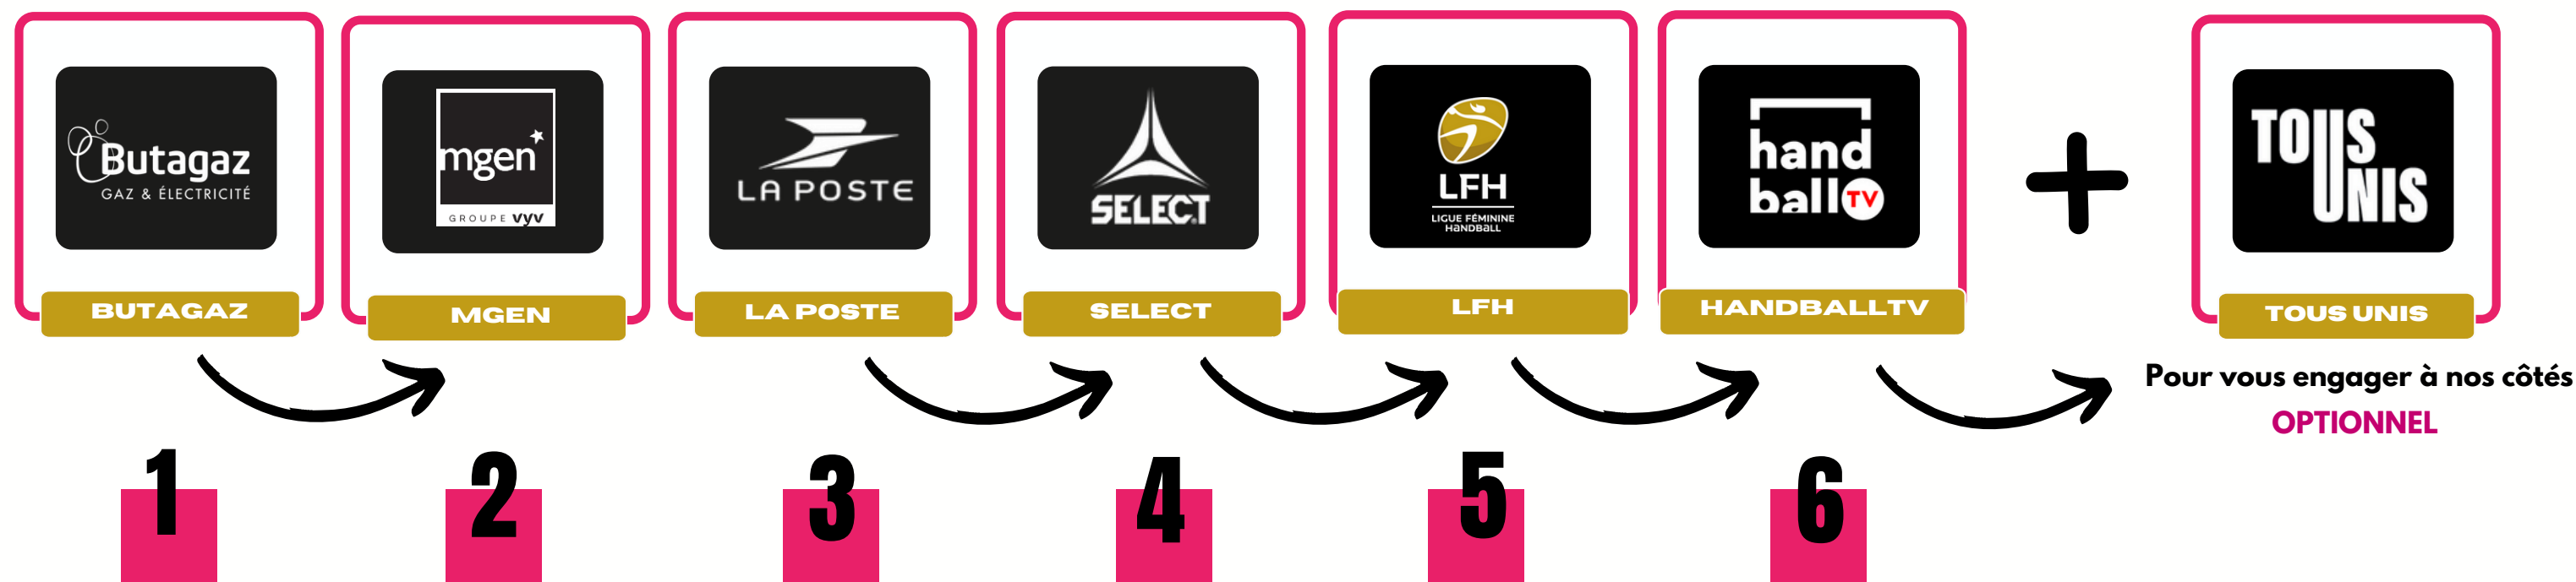 Butagaz
GAZ & ÉLECTRICITÉ
BUTAGAZ
mgen
GROUPE vyv
MGEN
LA POSTE
LA POSTE
SELECT
SELECT
LFH
LIGUE FÉMININE
HANDBALL
LFH
hand
ball TV
HANDBALLTV
TOUS
UNIS
TOUS UNIS
Pour vous engager à nos côtés
OPTIONNEL
1
2
3
4
5
6